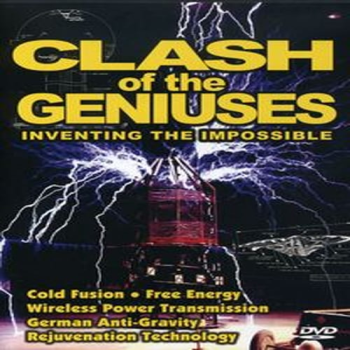 CLASH
of the
GENIUSES
INVENTING THE IMPOSSIBLE
Cold Fusion • Free Energy
Wireless Power Transmission
German Anti-Gravity
Rejuvenation Technology
DVD